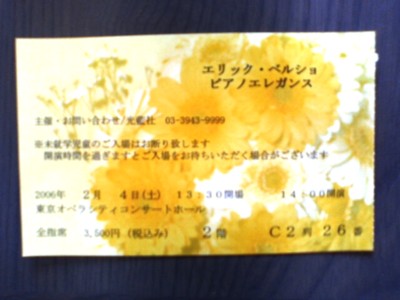 エリック・ベルショ
ピアノエレガンス
主催・お問い合わせ/光藍社 03-3943-9999
※未就学児童のご入場はお断り致します
開演時間を過ぎますとご入場をお待ちいただく場合がございます
2006年 2月 4日(土) 13:30開場 14:00開演
東京オペラシティコンサートホール
全指席 3,500円 (税込み) 2階 C2列 26番